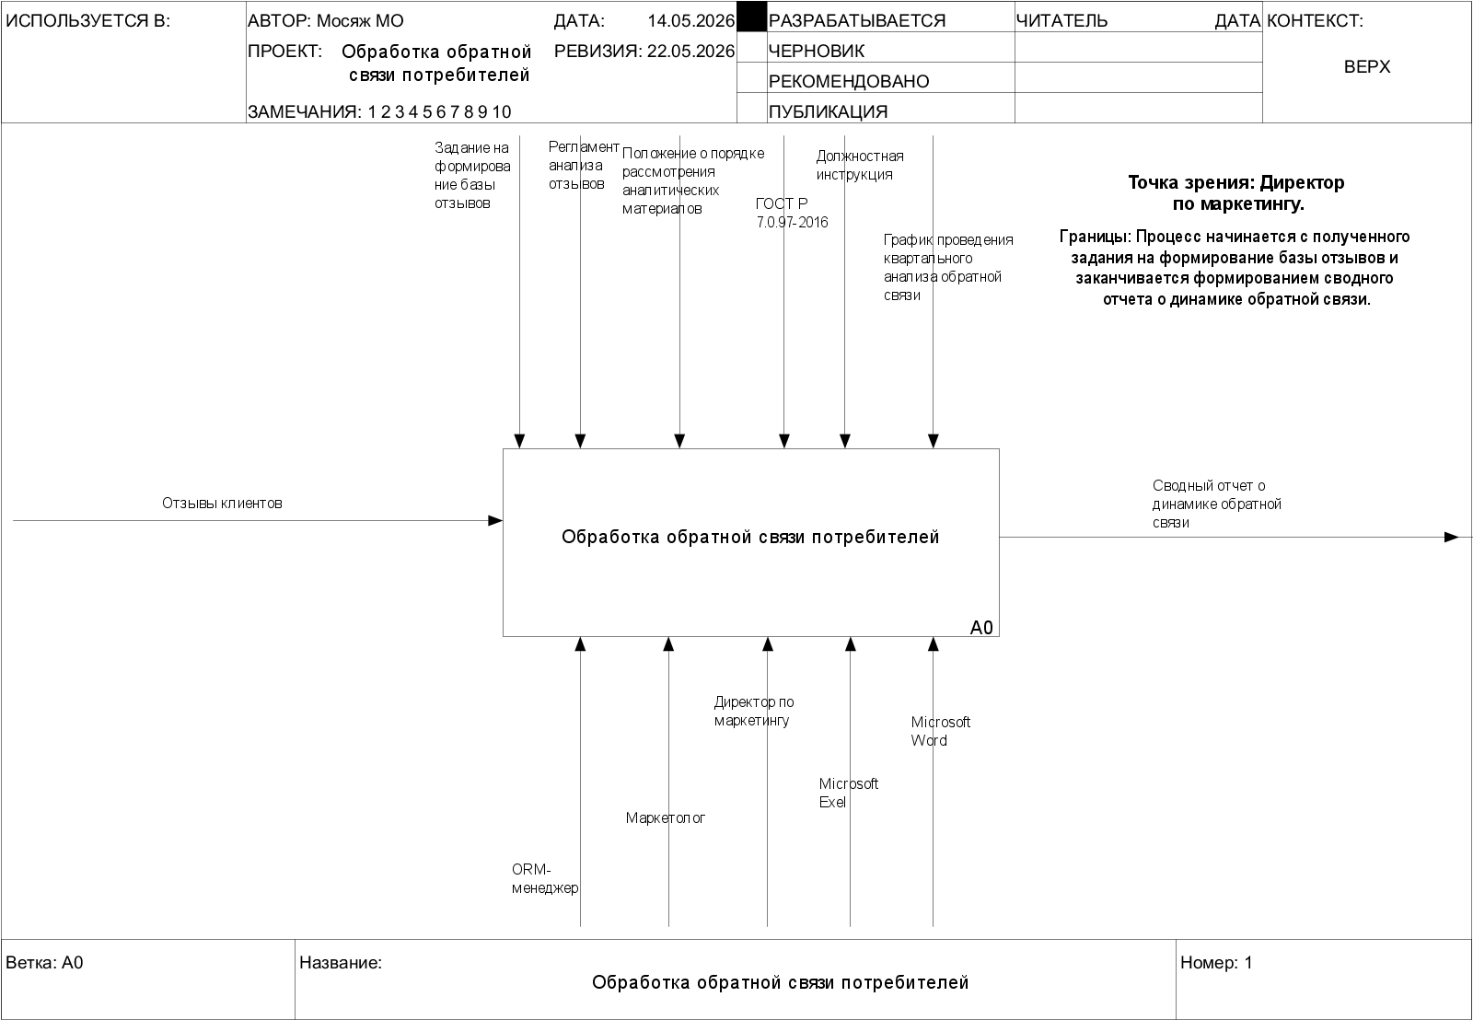 ИСПОЛЬЗУЕТСЯ В:
АВТОР: Мосяж МО
ДАТА: 14.05.2026
ПРОЕКТ: Обработка обратной
связи потребителей
РЕВИЗИЯ: 22.05.2026
ЗАМЕЧАНИЯ: 1 2 3 4 5 6 7 8 9 10
РАЗРАБАТЫВАЕТСЯ
ЧЕРНОВИК
РЕКОМЕНДОВАНО
ПУБЛИКАЦИЯ
ЧИТАТЕЛЬ ДАТА
КОНТЕКСТ:
ВЕРХ
Задание на
формирова
ние базы
отзывов
Регламент
анализа
отзывов
Положение о порядке
рассмотрения
аналитических
материалов
ГОСТ Р
7.0.97-2016
Должностная
инструкция
График проведения
квартального
анализа обратной
связи
Точка зрения: Директор
по маркетингу.
Границы: Процесс начинается с полученного
задания на формирование базы отзывов и
заканчивается формированием сводного
отчета о динамике обратной связи.
Отзывы клиентов
Обработка обратной связи потребителей
A0
Сводный отчет о
динамике обратной
связи
ORM-
менеджер
Маркетолог
Директор по
маркетингу
Microsoft
Exel
Microsoft
Word
Ветка: A0
Название:
Обработка обратной связи потребителей
Номер: 1